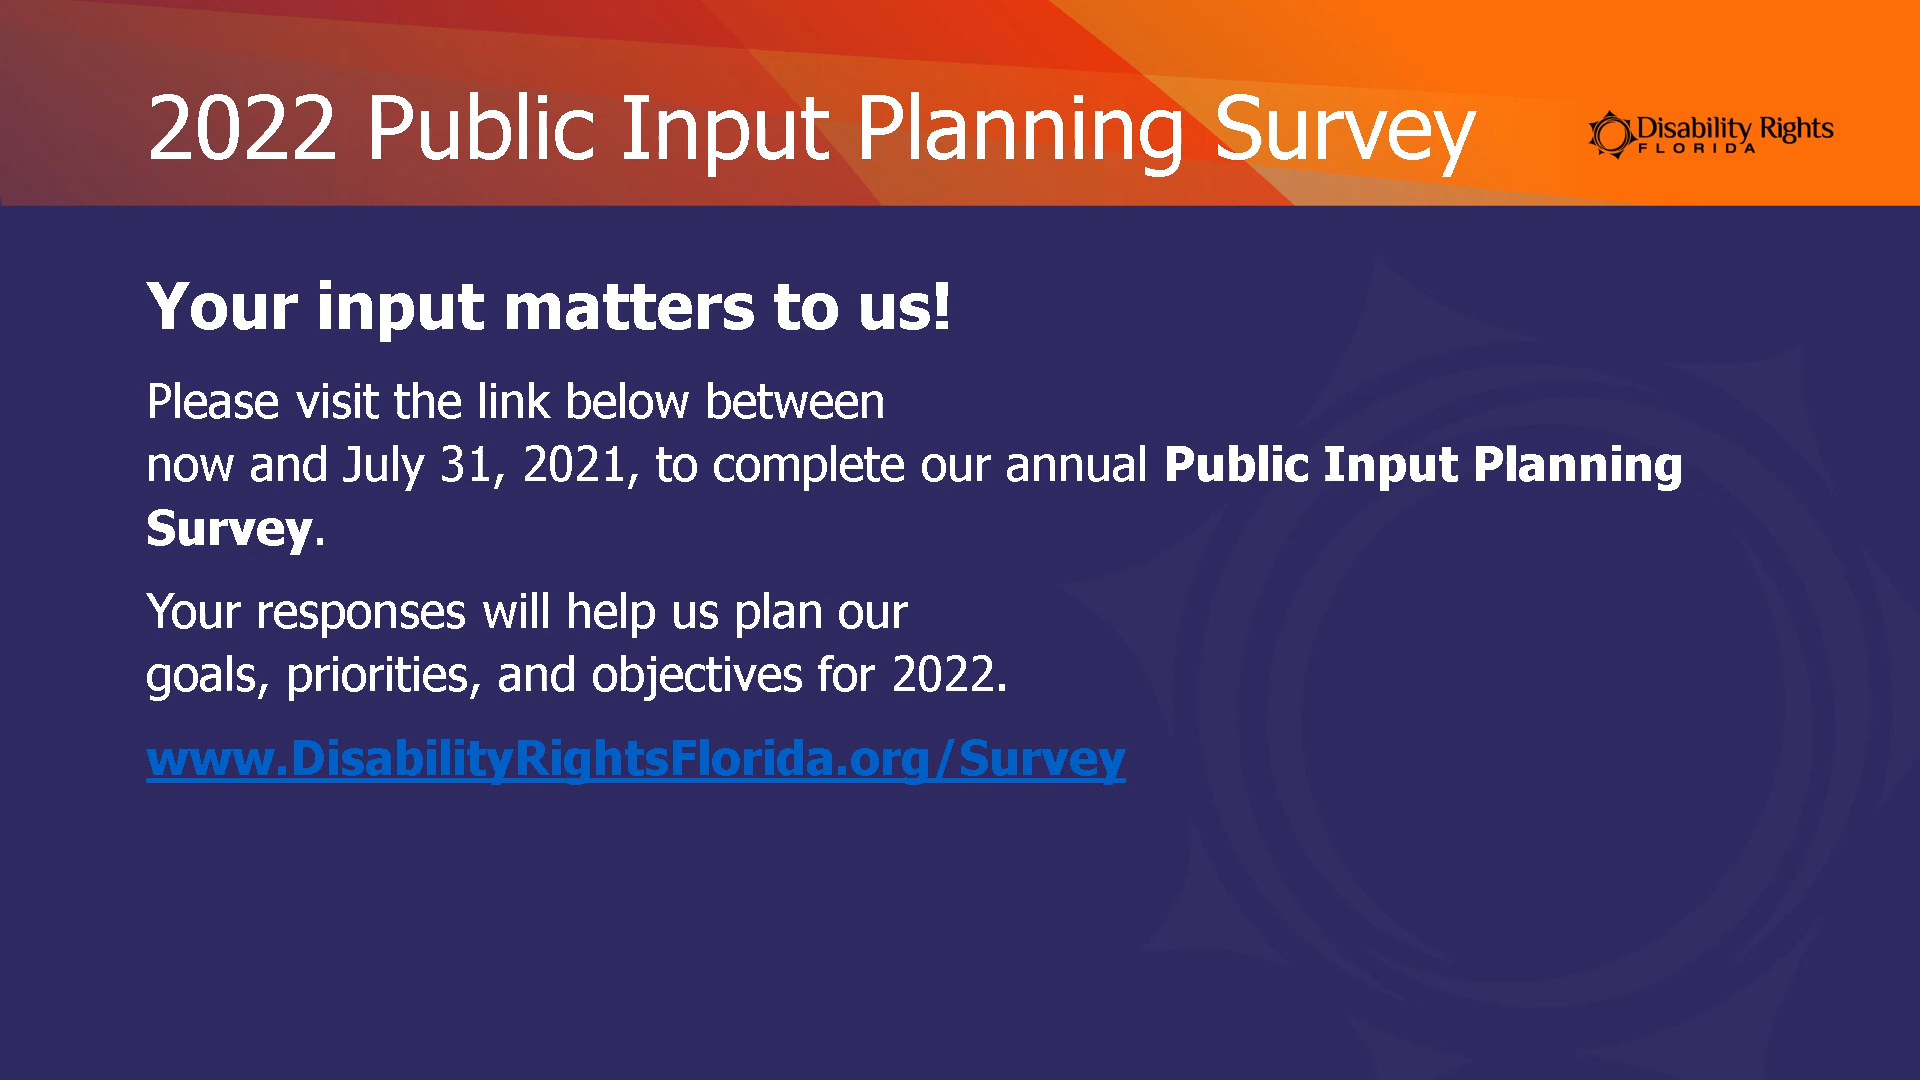 2022 Public Input Planning Survey
Disability Rights
FLORIDA
Your input matters to us!
Please visit the link below between
now and July 31, 2021, to complete our annual Public Input Planning
Survey.
Your responses will help us plan our
goals, priorities, and objectives for 2022.
www.DisabilityRightsFlorida.org/Survey